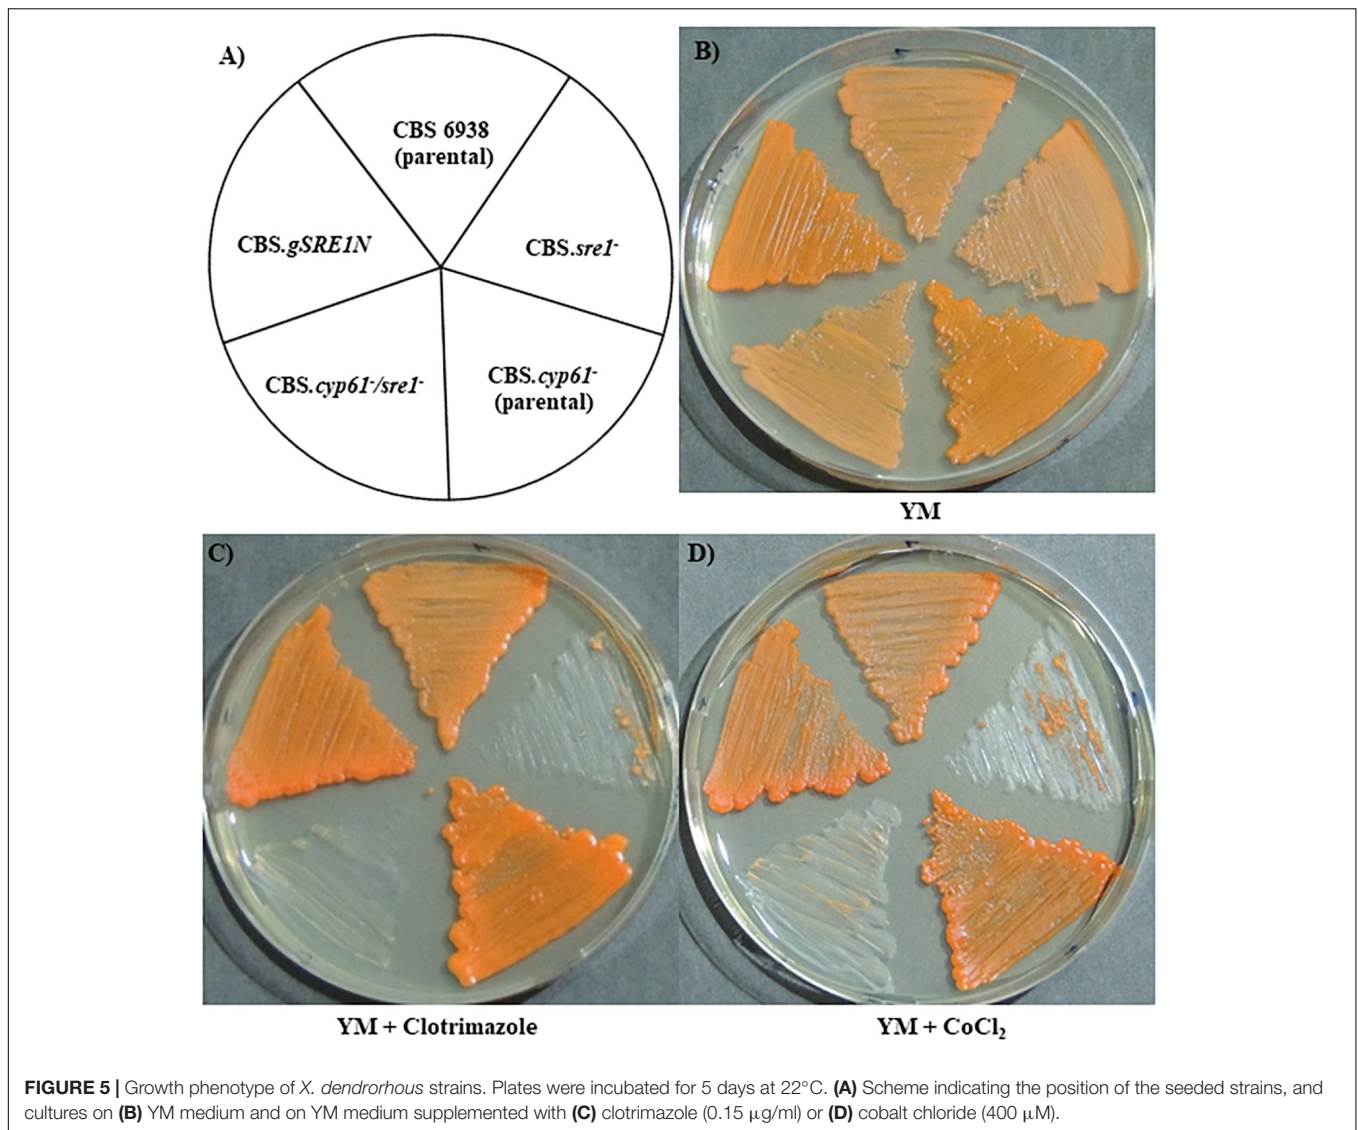 A)
CBS 6938
(parental)
CBS.gSRE1N
CBS.sre1-
CBS.cyp61-/sre1-
CBS.cyp61-
(parental)
B)
YM
C)
D)
YM + Clotrimazole
YM + CoCl2
FIGURE 5 | Growth phenotype of X. dendrorhous strains. Plates were incubated for 5 days at 22°C. (A) Scheme indicating the position of the seeded strains, and
cultures on (B) YM medium and on YM medium supplemented with (C) clotrimazole (0.15 μg/ml) or (D) cobalt chloride (400 μM).